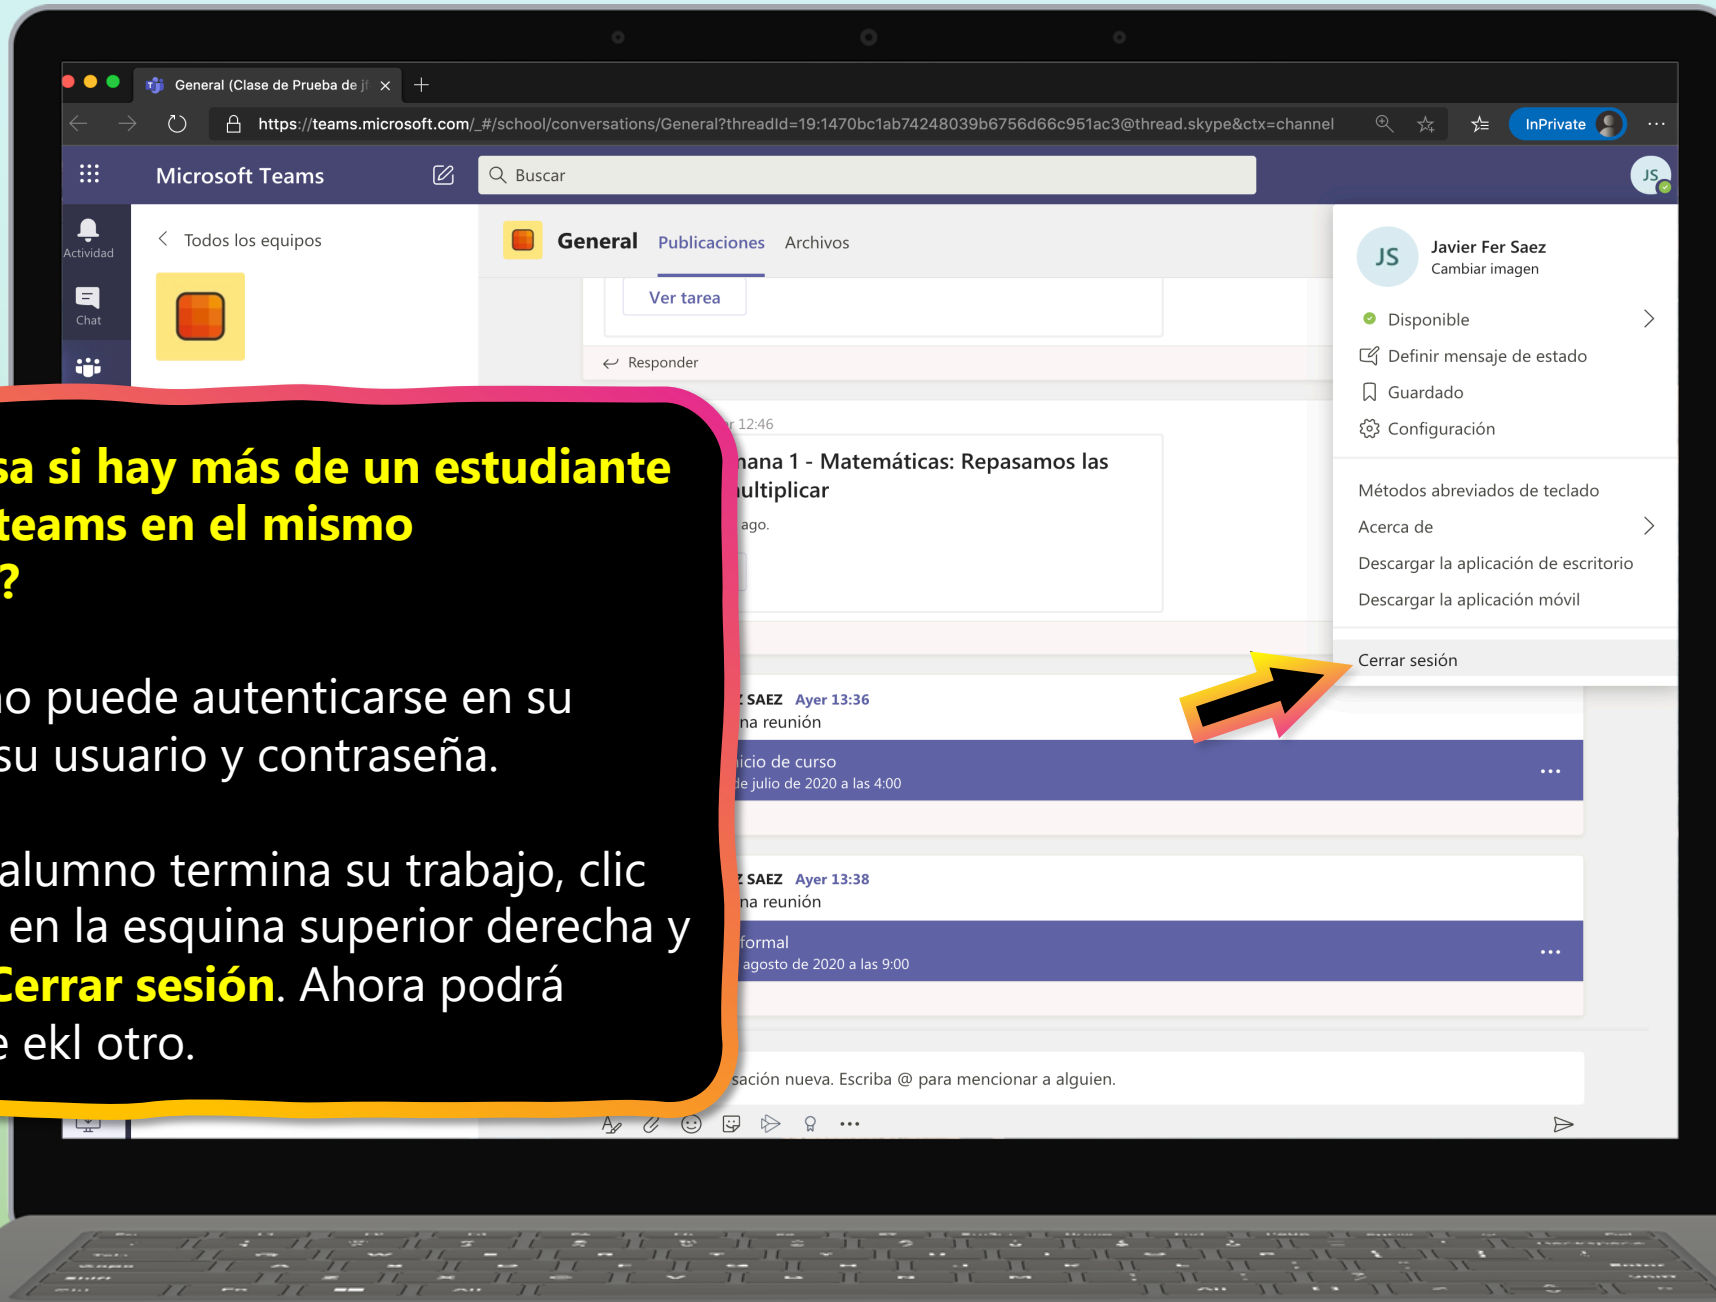 General (Clase de Prueba de jf
https://teams.microsoft.com/_#/school/conversations/General?threadId=19:1470bc1ab74248039b6756d66c951ac3@thread.skype&ctx=channel
InPrivate
Microsoft Teams
Buscar
JS
Actividad
Chat
Todos los equipos
General Publicaciones Archivos
Ver tarea
Responder
JS
Javier Fer Saez
Cambiar imagen
Disponible
Definir mensaje de estado
Guardado
Configuración
Métodos abreviados de teclado
Acerca de
Descargar la aplicación de escritorio
Descargar la aplicación móvil
Cerrar sesión
sa si hay más de un estudiante
teams en el mismo
?
no puede autenticarse en su
su usuario y contraseña.
alumno termina su trabajo, clic
en la esquina superior derecha y
Cerrar sesión. Ahora podrá
e ekl otro.
r 12:46
mana 1 - Matemáticas: Repasamos las
multiplicar
ago.
Z SAEZ Ayer 13:36
na reunión
nicio de curso
de julio de 2020 a las 4:00
Z SAEZ Ayer 13:38
na reunión
formal
agosto de 2020 a las 9:00
sación nueva. Escriba @ para mencionar a alguien.